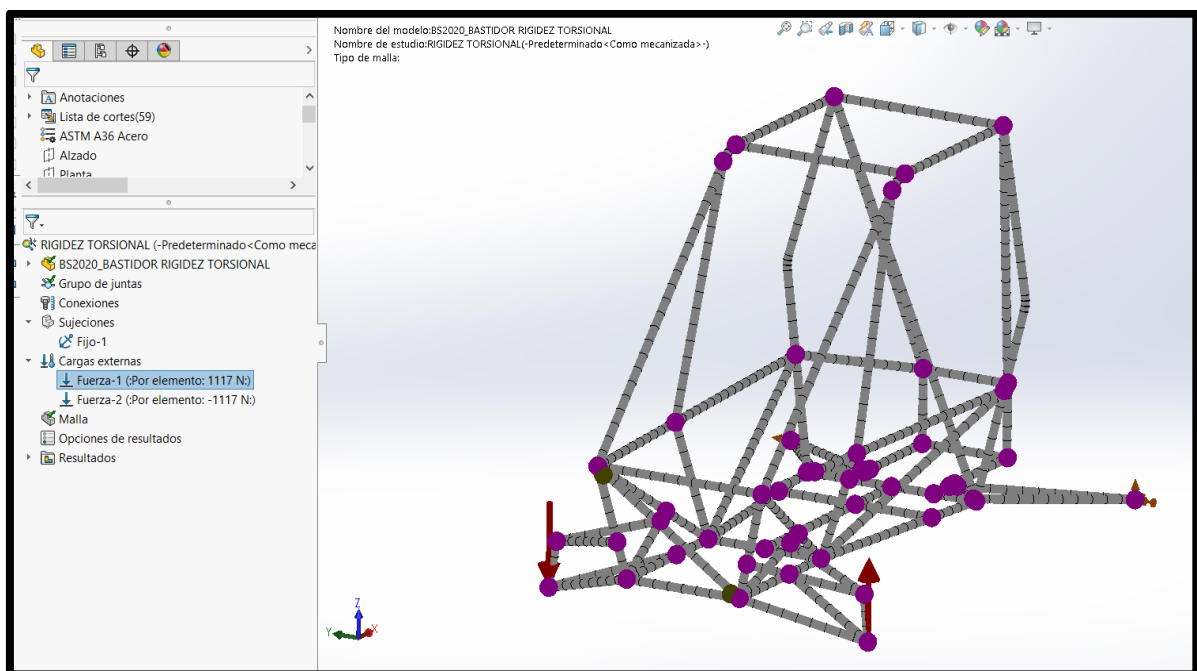 Nombre del modelo:BS2020_BASTIDOR RIGIDEZ TORSIONAL
Nombre de estudio:RIGIDEZ TORSIONAL(-Predeterminado<Como mecanizada>-)
Tipo de malla:
Anotaciones
Lista de cortes(59)
ASTM A36 Acero
Alzado
Planta
RIGIDEZ TORSIONAL (-Predeterminado<Como meca
BS2020_BASTIDOR RIGIDEZ TORSIONAL
Grupo de juntas
Conexiones
Sujeciones
Fijo-1
Cargas externas
Fuerza-1 (:Por elemento: 1117 N:)
Fuerza-2 (:Por elemento: -1117 N:)
Malla
Opciones de resultados
Resultados
Z
Y
X